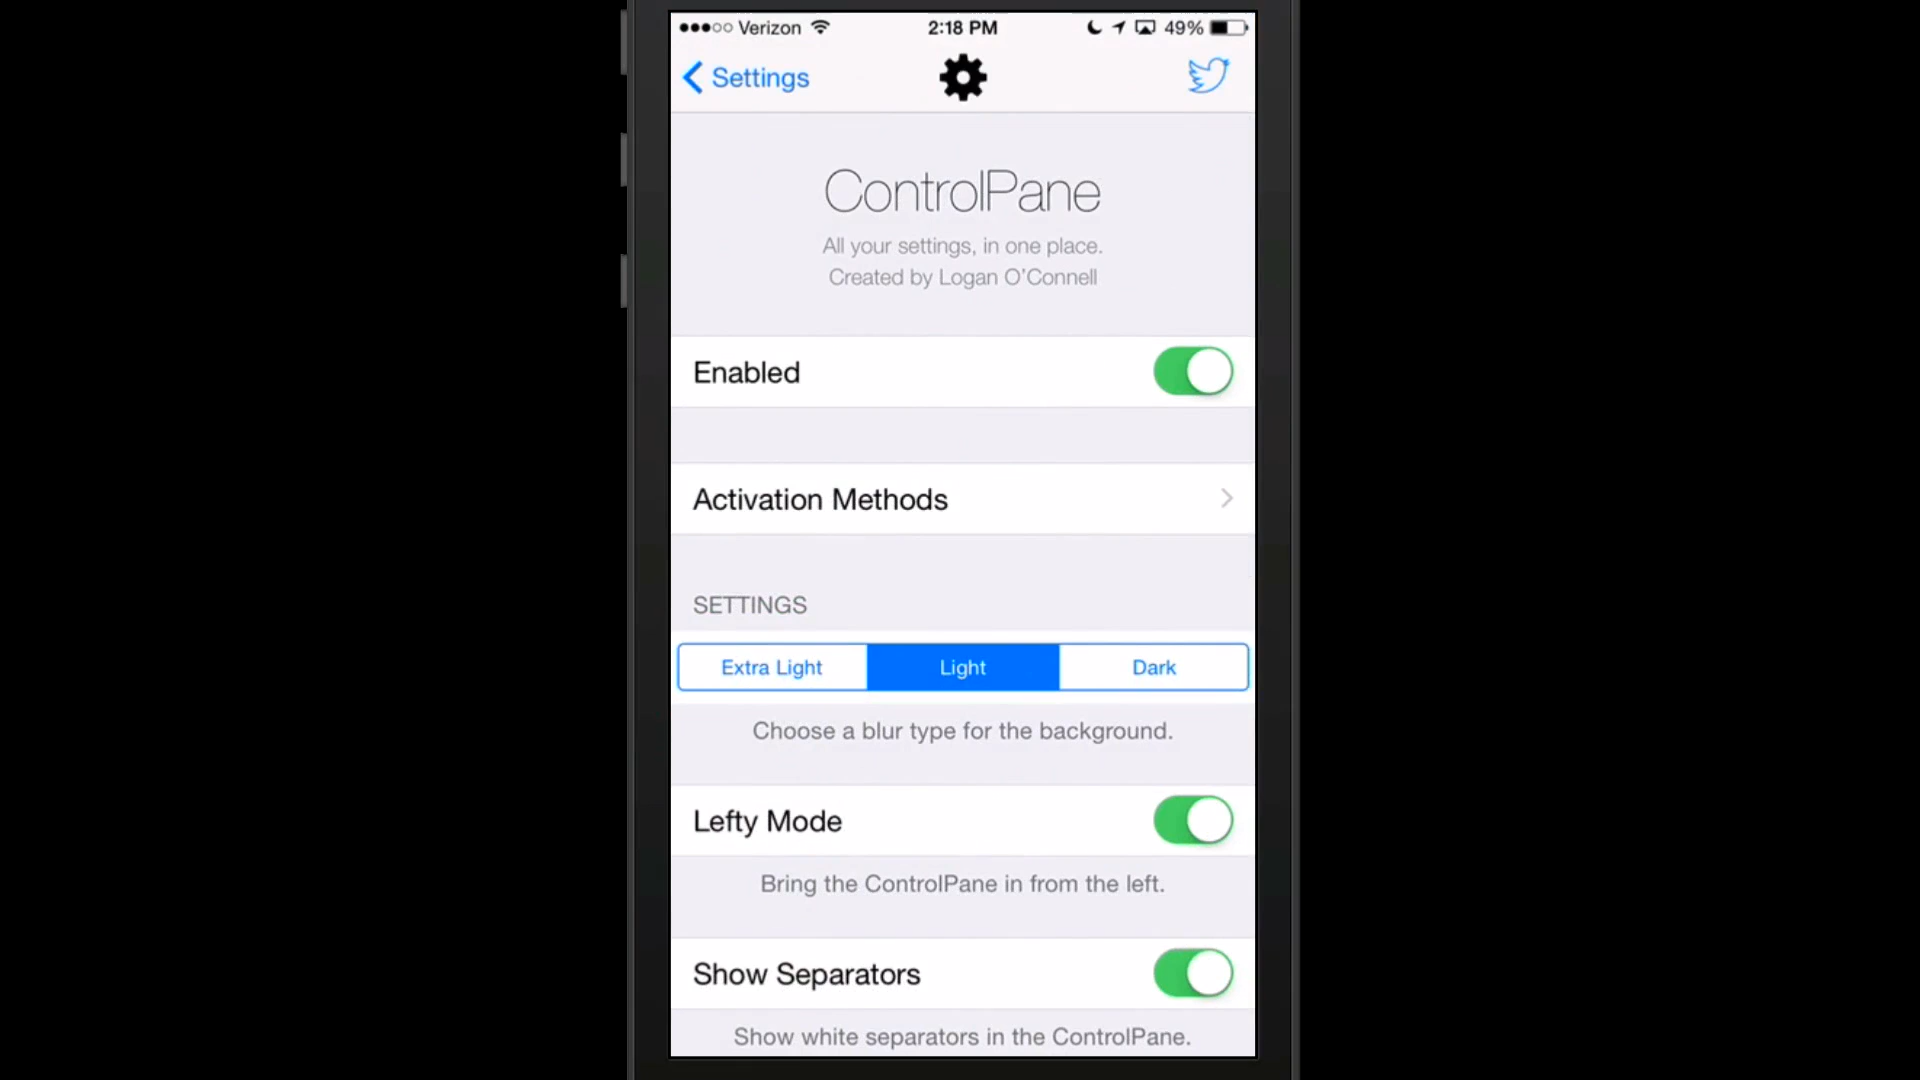 Verizon 2:18 PM 49%
Settings
ControlPane
All your settings, in one place.
Created by Logan O'Connell
Enabled
Activation Methods
SETTINGS
Extra Light Light Dark
Choose a blur type for the background.
Lefty Mode
Bring the ControlPane in from the left.
Show Separators
Show white separators in the ControlPane.